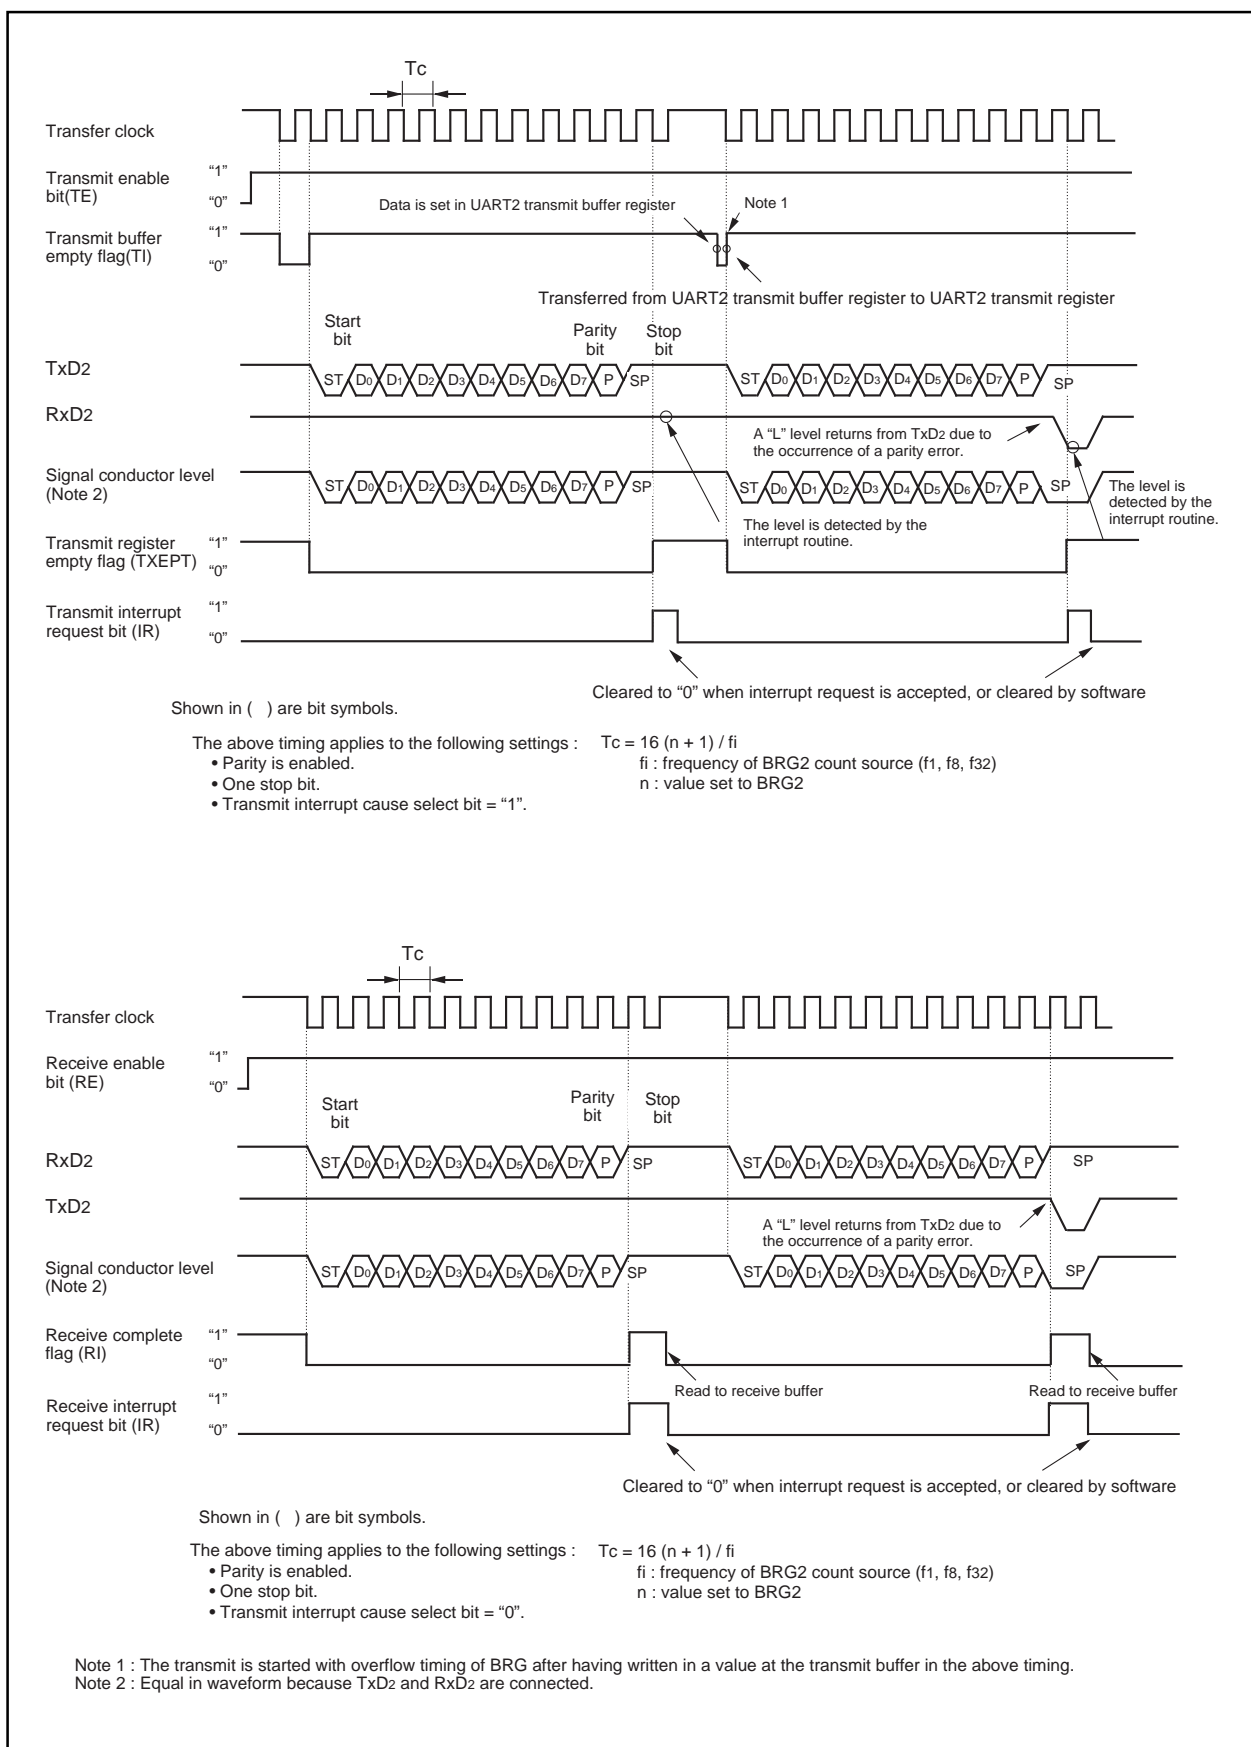 Tc
Transfer clock
Transmit enable
bit(TE)
“1”
“0”
Data is set in UART2 transmit buffer register
Note 1
Transmit buffer
empty flag(TI)
“1”
“0”
Transferred from UART2 transmit buffer register to UART2 transmit register
Start
bit
Parity
bit
Stop
bit
TxD2
ST D0 D1 D2 D3 D4 D5 D6 D7 P SP
ST D0 D1 D2 D3 D4 D5 D6 D7 P SP
RxD2
A “L” level returns from TxD2 due to
the occurrence of a parity error.
Signal conductor level
(Note 2)
ST D0 D1 D2 D3 D4 D5 D6 D7 P SP
ST D0 D1 D2 D3 D4 D5 D6 D7 P SP
The level is
detected by the
interrupt routine.
The level is detected by the
interrupt routine.
Transmit register
empty flag (TXEPT)
“1”
“0”
Transmit interrupt
request bit (IR)
“1”
“0”
Cleared to “0” when interrupt request is accepted, or cleared by software
Shown in (  ) are bit symbols.
The above timing applies to the following settings :
• Parity is enabled.
• One stop bit.
• Transmit interrupt cause select bit = “1”.
Tc = 16 (n + 1) / fi
fi : frequency of BRG2 count source (f1, f8, f32)
n : value set to BRG2
Tc
Transfer clock
Receive enable
bit (RE)
“1”
“0”
Start
bit
Parity
bit
Stop
bit
RxD2
ST D0 D1 D2 D3 D4 D5 D6 D7 P SP
ST D0 D1 D2 D3 D4 D5 D6 D7 P SP
TxD2
A “L” level returns from TxD2 due to
the occurrence of a parity error.
Signal conductor level
(Note 2)
ST D0 D1 D2 D3 D4 D5 D6 D7 P SP
ST D0 D1 D2 D3 D4 D5 D6 D7 P SP
Receive complete
flag (RI)
“1”
“0”
Read to receive buffer
Read to receive buffer
Receive interrupt
request bit (IR)
“1”
“0”
Cleared to “0” when interrupt request is accepted, or cleared by software
Shown in (  ) are bit symbols.
The above timing applies to the following settings :
• Parity is enabled.
• One stop bit.
• Transmit interrupt cause select bit = “0”.
Tc = 16 (n + 1) / fi
fi : frequency of BRG2 count source (f1, f8, f32)
n : value set to BRG2
Note 1 : The transmit is started with overflow timing of BRG after having written in a value at the transmit buffer in the above timing.
Note 2 : Equal in waveform because TxD2 and RxD2 are connected.